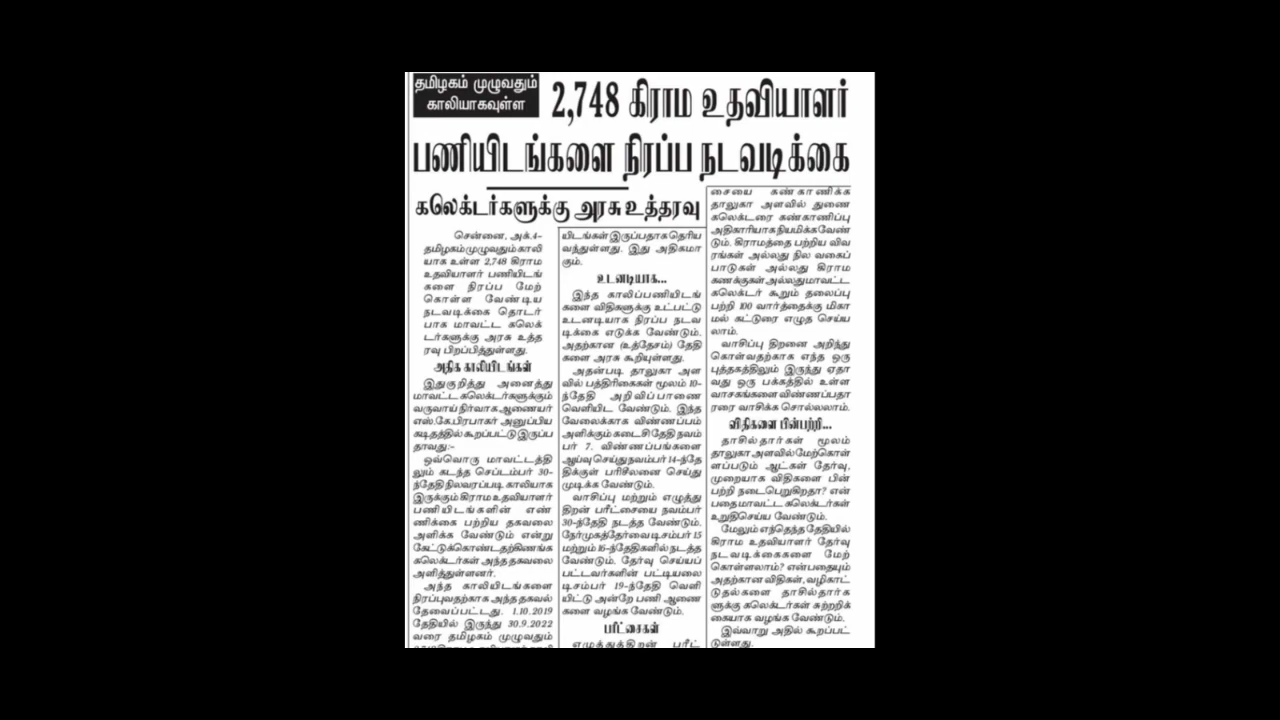 தமிழகம் முழுவதும்
காலியாகவுள்ள
2,748 கிராம உதவியாளர்
பணியிடங்களை நிரப்ப நடவடிக்கை
கலெக்டர்களுக்கு அரசு உத்தரவு
சென்னை, அக்.4-
தமிழகம் முழுவதும் காலி
யாக உள்ள 2,748 கிராம
உதவியாளர் பணியிடங்
களை நிரப்ப மேற்
கொள்ள வேண்டிய
நடவடிக்கை தொடர்
பாக மாவட்ட கலெக்
டர்களுக்கு அரசு உத்த
ரவு பிறப்பித்துள்ளது.
அதிக காலியிடங்கள்
இதுகுறித்து அனைத்து
மாவட்ட கலெக்டர்களுக்கும்
வருவாய் நிர்வாக ஆணையர்
எஸ்.கே.பிரபாகர் அனுப்பிய
கடிதத்தில் கூறப்பட்டு இருப்ப
தாவது:-
ஒவ்வொரு மாவட்டத்தி
லும் கடந்த செப்டம்பர் 30-
ந்தேதி நிலவரப்படி காலியாக
இருக்கும் கிராம உதவியாளர்
பணியிடங்களின் எண்
ணிக்கை பற்றிய தகவலை
அளிக்க வேண்டும் என்று
கேட்டுக்கொண்டதற்கிணங்க
கலெக்டர்கள் அந்த தகவலை
அளித்துள்ளனர்.
அந்த காலியிடங்களை
நிரப்புவதற்காக அந்த தகவல்
தேவைப்பட்டது. 1.10.2019
தேதியில் இருந்து 30.9.2022
வரை தமிழகம் முழுவதும்
யிடங்கள் இருப்பதாக தெரிய
வந்துள்ளது. இது அதிகமா
கும்.
உடனடியாக...
இந்த காலிப்பணியிடங்
களை விதிகளுக்கு உட்பட்டு
உடனடியாக நிரப்ப நடவ
டிக்கை எடுக்க வேண்டும்.
அதற்கான (உத்தேசம்) தேதி
களை அரசு கூறியுள்ளது.
அதன்படி தாலுகா அள
வில் பத்திரிகைகள் மூலம் 10-
ந்தேதி அறிவிப்பாணை
வெளியிட வேண்டும். இந்த
வேலைக்காக விண்ணப்பம்
அளிக்கும் கடைசி தேதி நவம்
பர் 7. விண்ணப்பங்களை
ஆய்வு செய்து நவம்பர் 14-ந்தே
திக்குள் பரிசீலனை செய்து
முடிக்க வேண்டும்.
வாசிப்பு மற்றும் எழுத்து
திறன் பரீட்சையை நவம்பர்
30-ந்தேதி நடத்த வேண்டும்.
நேர்முகத்தேர்வை டிசம்பர் 15
மற்றும் 16-ந்தேதிகளில் நடத்த
வேண்டும். தேர்வு செய்யப்
பட்டவர்களின் பட்டியலை
டிசம்பர் 19-ந்தேதி வெளி
யிட்டு அன்றே பணி ஆணை
களை வழங்க வேண்டும்.
பரீட்சைகள்
எழுத்துத்திறன் பரீட்
சையை கண்காணிக்க
தாலுகா அளவில் துணை
கலெக்டரை கண்காணிப்பு
அதிகாரியாக நியமிக்கவேண்
டும். கிராமத்தை பற்றிய விவ
ரங்கள் அல்லது நில வகைப்
பாடுகள் அல்லது கிராம
கணக்குகள் அல்லது மாவட்ட
கலெக்டர் கூறும் தலைப்பு
பற்றி 100 வார்த்தைக்கு மிகா
மல் கட்டுரை எழுத செய்ய
லாம்.
வாசிப்பு திறனை அறிந்து
கொள்வதற்காக எந்த ஒரு
புத்தகத்திலும் இருந்து ஏதா
வது ஒரு பக்கத்தில் உள்ள
வாசகங்களை விண்ணப்பதா
ரரை வாசிக்க சொல்லலாம்.
விதிகளை பின்பற்றி...
தாசில்தார்கள் மூலம்
தாலுகா அளவில் மேற்கொள்
ளப்படும் ஆட்கள் தேர்வு,
முறையாக விதிகளை பின்
பற்றி நடைபெறுகிறதா? என்
பதை மாவட்ட கலெக்டர்கள்
உறுதிசெய்ய வேண்டும்.
மேலும் எந்தெந்த தேதியில்
கிராம உதவியாளர் தேர்வு
நடவடிக்கைகளை மேற்
கொள்ளலாம்? என்பதையும்
அதற்கான விதிகள், வழிகாட்
டுதல்களை தாசில்தார்க
ளுக்கு கலெக்டர்கள் சுற்றறிக்
கையாக வழங்க வேண்டும்.
இவ்வாறு அதில் கூறப்பட்
டுள்ளது.